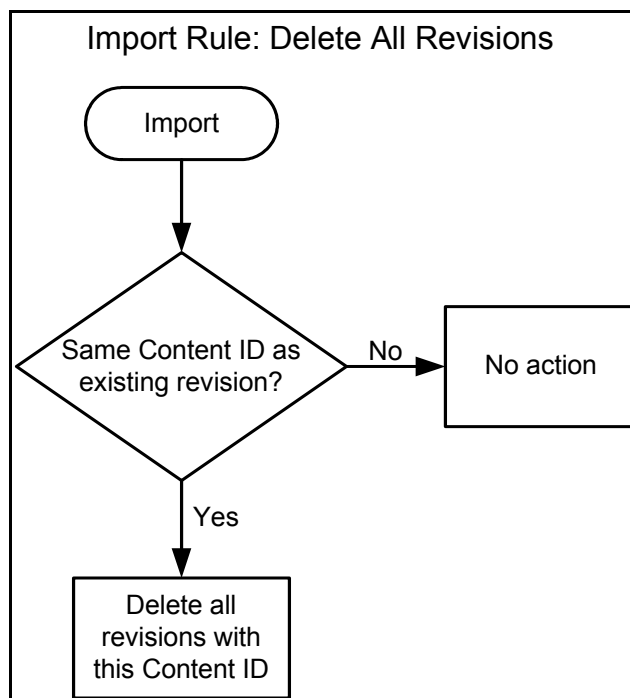 Import Rule: Delete All Revisions
Import
Same Content ID as
existing revision?
No
No action
Yes
Delete all
revisions with
this Content ID